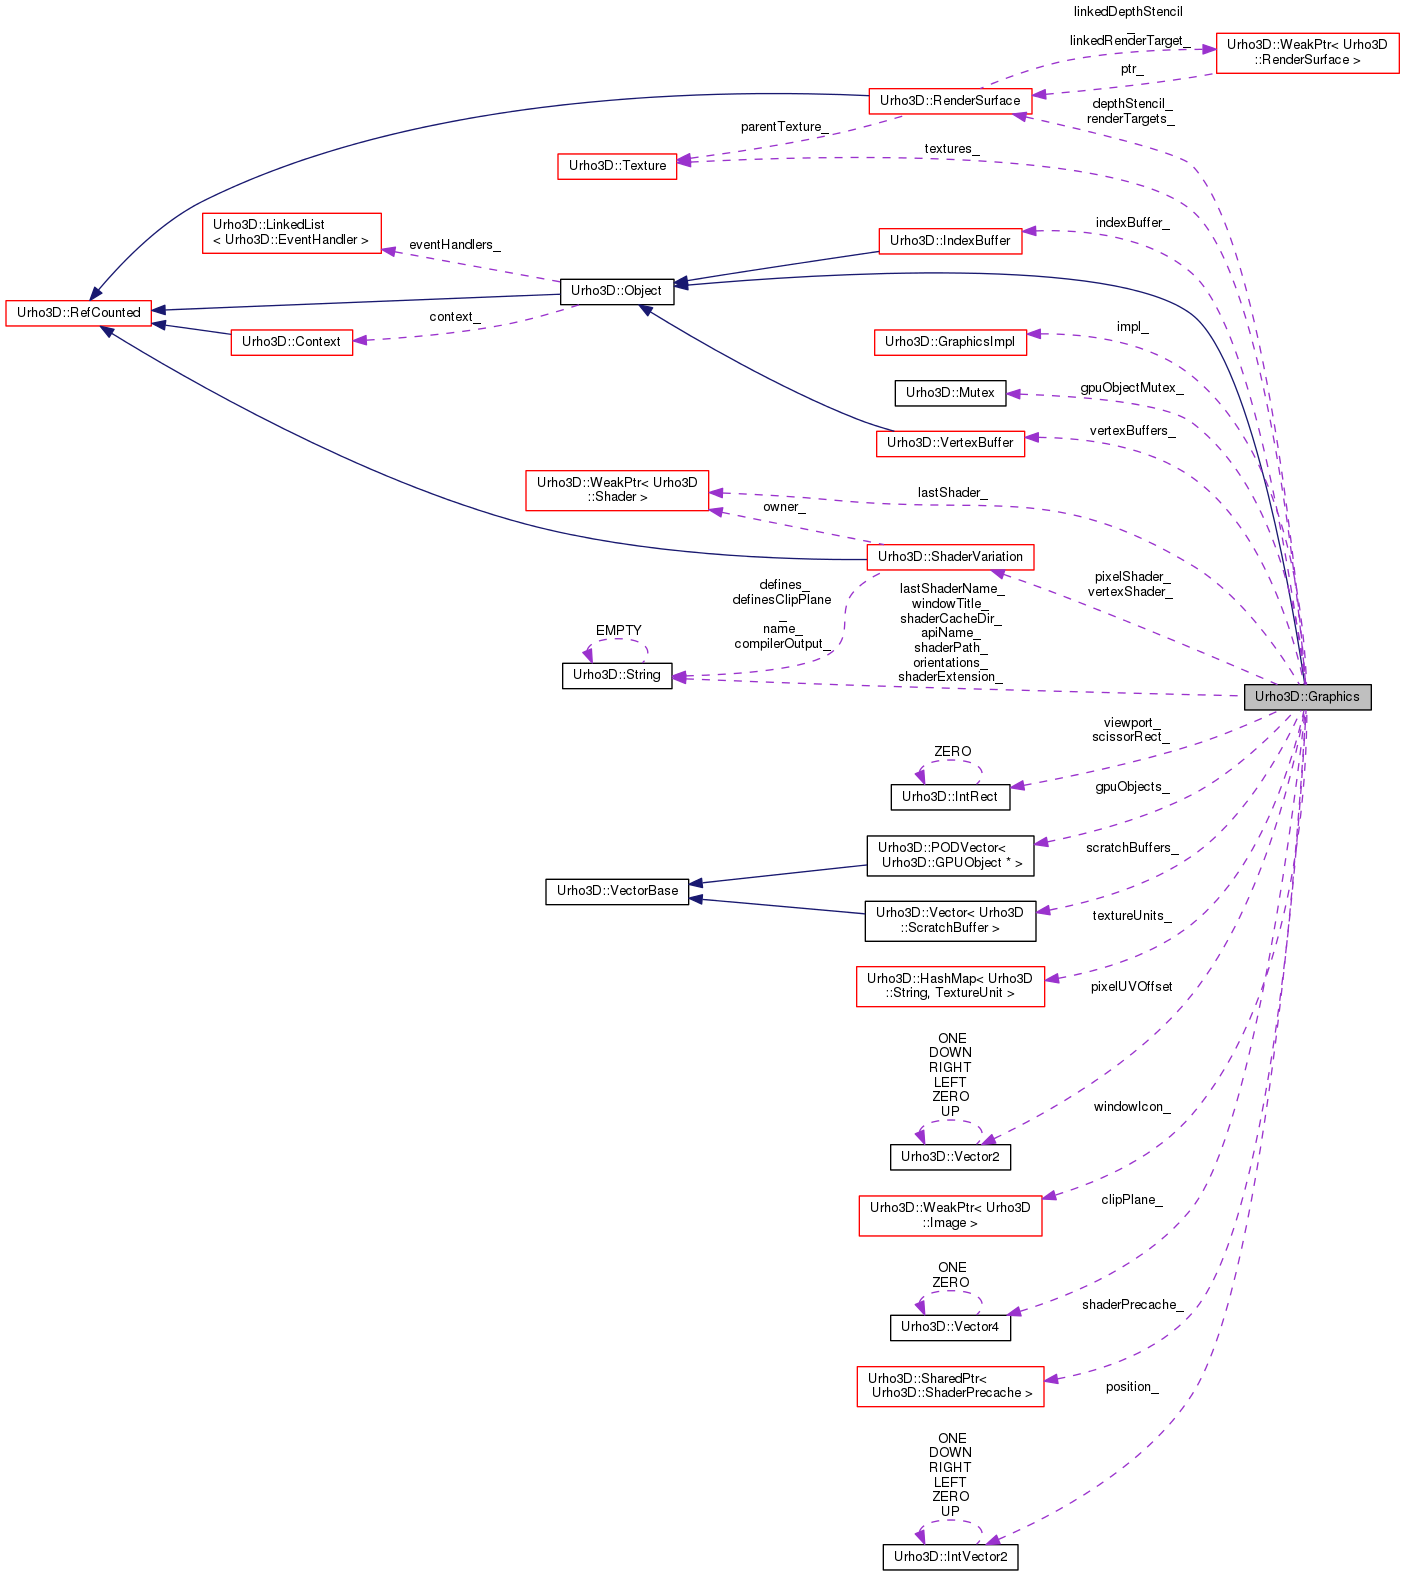 linkedDepthStencil
_
linkedRenderTarget_
Urho3D::WeakPtr< Urho3D
::RenderSurface >
ptr_
Urho3D::RenderSurface
depthStencil_
renderTargets_
parentTexture_
textures_
Urho3D::Texture
Urho3D::LinkedList
< Urho3D::EventHandler >
indexBuffer_
Urho3D::IndexBuffer
eventHandlers_
Urho3D::Object
Urho3D::RefCounted
context_
Urho3D::Context
impl_
Urho3D::GraphicsImpl
gpuObjectMutex_
Urho3D::Mutex
vertexBuffers_
Urho3D::VertexBuffer
Urho3D::WeakPtr< Urho3D
::Shader >
lastShader_
owner_
Urho3D::ShaderVariation
pixelShader_
vertexShader_
defines_
definesClipPlane
_
name_
compilerOutput_
lastShaderName_
windowTitle_
shaderCacheDir_
apiName_
shaderPath_
orientations_
shaderExtension_
EMPTY
Urho3D::String
Urho3D::Graphics
viewport_
scissorRect_
ZERO
Urho3D::IntRect
gpuObjects_
Urho3D::PODVector<
Urho3D::GPUObject * >
scratchBuffers_
Urho3D::VectorBase
Urho3D::Vector< Urho3D
::ScratchBuffer >
textureUnits_
Urho3D::HashMap< Urho3D
::String, TextureUnit >
pixelUVOffset
ONE
DOWN
RIGHT
LEFT
ZERO
UP
Urho3D::Vector2
windowIcon_
Urho3D::WeakPtr< Urho3D
::Image >
clipPlane_
ONE
ZERO
Urho3D::Vector4
shaderPrecache_
Urho3D::SharedPtr<
Urho3D::ShaderPrecache >
position_
ONE
DOWN
RIGHT
LEFT
ZERO
UP
Urho3D::IntVector2